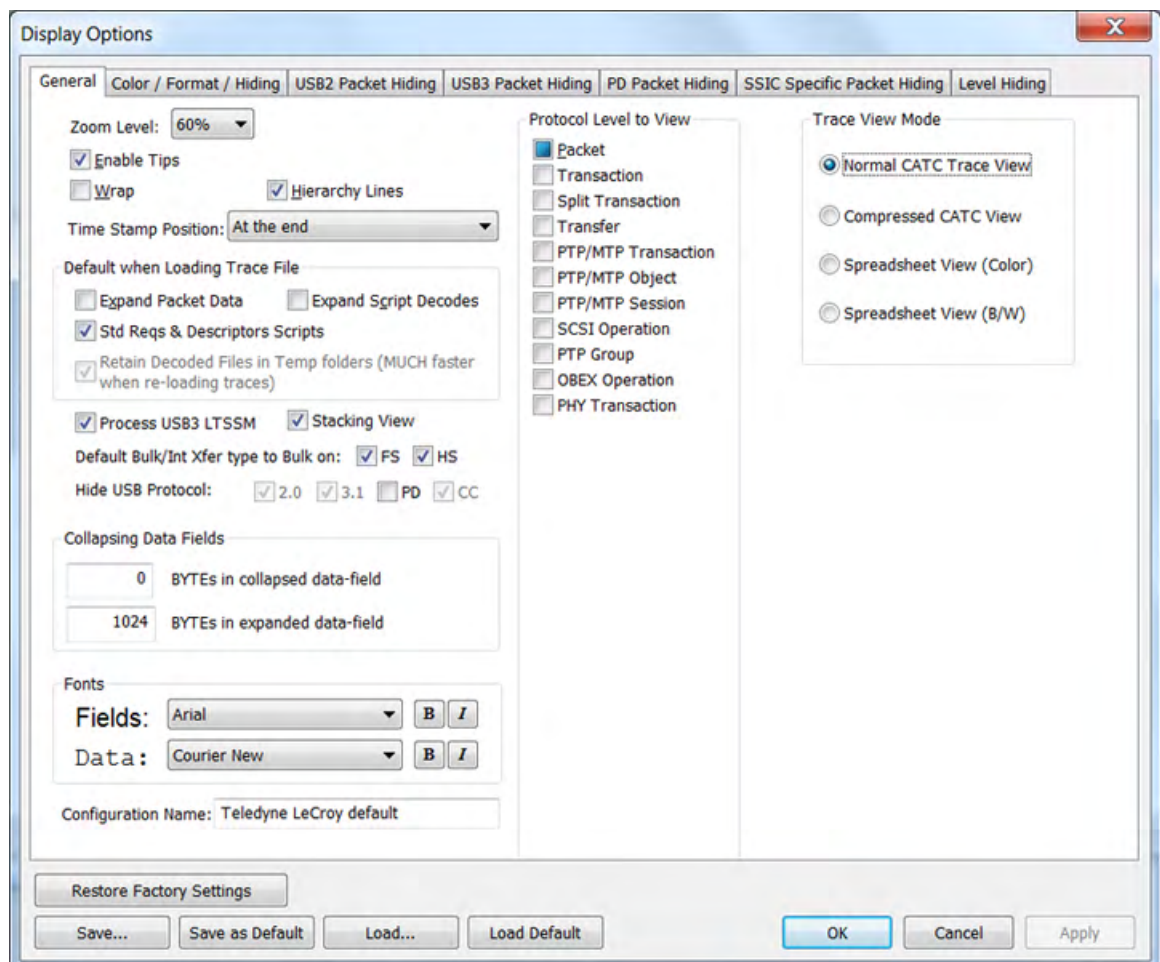 Display Options
General Color / Format / Hiding USB2 Packet Hiding USB3 Packet Hiding PD Packet Hiding SSIC Specific Packet Hiding Level Hiding
Zoom Level: 60%
Enable Tips
Wrap Hierarchy Lines
Time Stamp Position: At the end
Default when Loading Trace File
Expand Packet Data Expand Script Decodes
Std Reqs & Descriptors Scripts
Retain Decoded Files in Temp folders (MUCH faster
when re-loading traces)
Process USB3 LTSSM Stacking View
Default Bulk/Int Xfer type to Bulk on: FS HS
Hide USB Protocol: 2.0 3.1 PD CC
Collapsing Data Fields
0 BYTEs in collapsed data-field
1024 BYTEs in expanded data-field
Fonts
Fields: Arial B I
Data: Courier New B I
Configuration Name: Teledyne LeCroy default
Protocol Level to View
Packet
Transaction
Split Transaction
Transfer
PTP/MTP Transaction
PTP/MTP Object
PTP/MTP Session
SCSI Operation
PTP Group
OBEX Operation
PHY Transaction
Trace View Mode
Normal CATC Trace View
Compressed CATC View
Spreadsheet View (Color)
Spreadsheet View (B/W)
Restore Factory Settings
Save... Save as Default Load... Load Default OK Cancel Apply